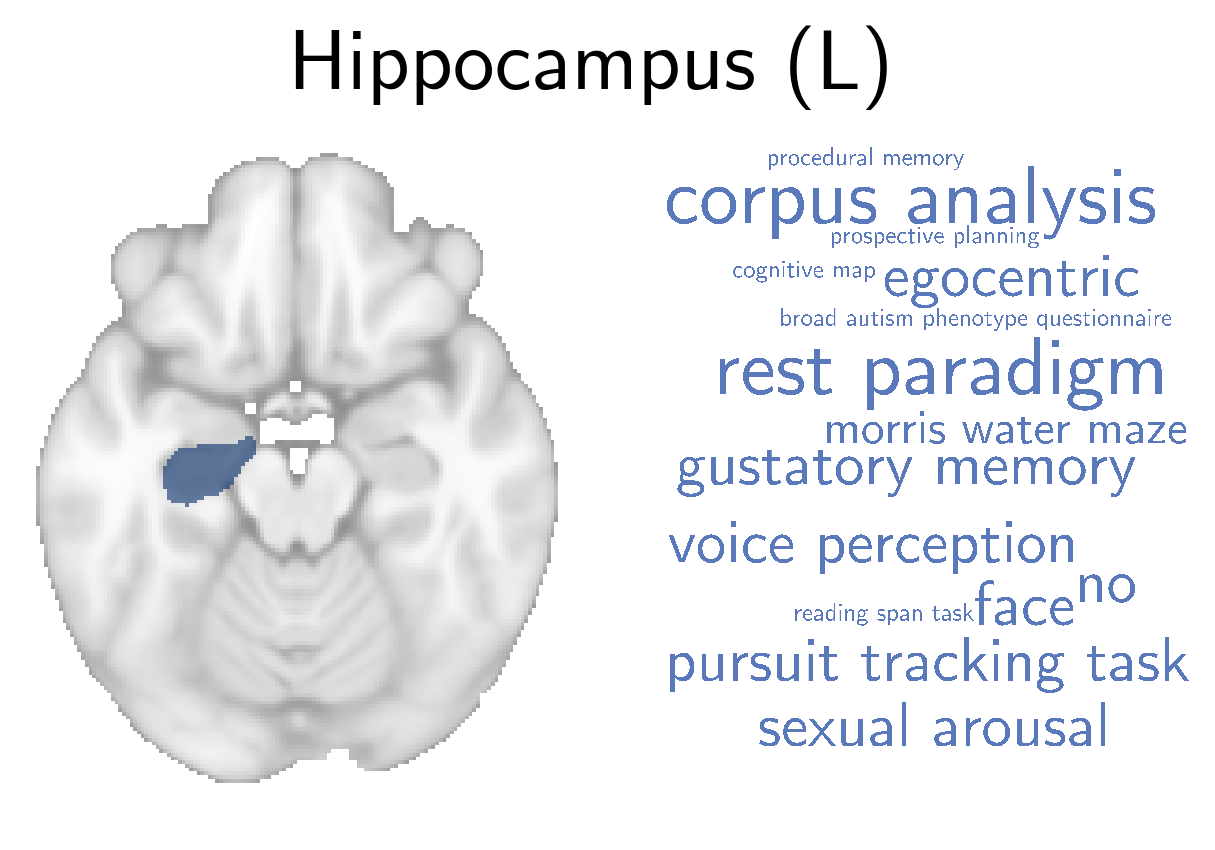 Hippocampus (L)
procedural memory
corpus analysis
prospective planning
cognitive map
egocentric
broad autism phenotype questionnaire
rest paradigm
morris water maze
gustatory memory
voice perception
no
face
reading span task
pursuit tracking task
sexual arousal